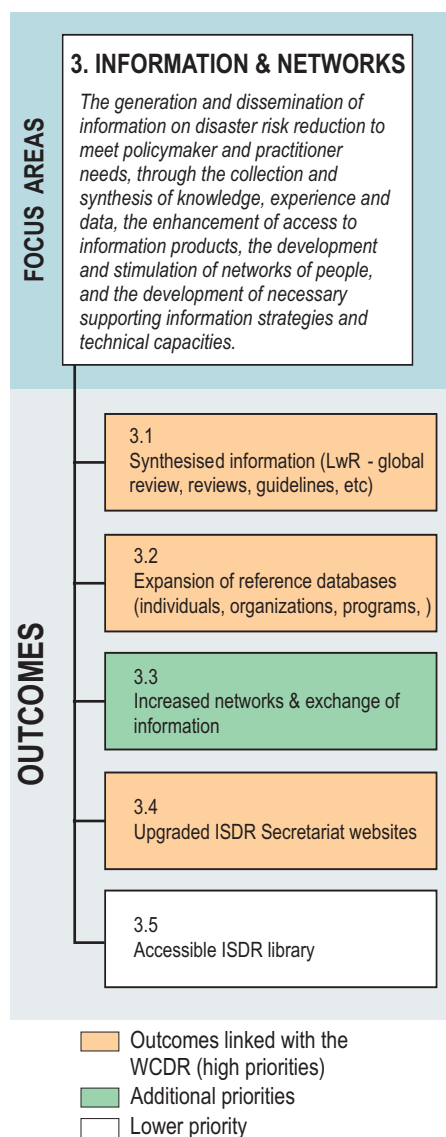 FOCUS AREAS
3. INFORMATION & NETWORKS
The generation and dissemination of
information on disaster risk reduction to
meet policymaker and practitioner
needs, through the collection and
synthesis of knowledge, experience and
data, the enhancement of access to
information products, the development
and stimulation of networks of people,
and the development of necessary
supporting information strategies and
technical capacities.
OUTCOMES
3.1
Synthesised information (LwR - global
review, reviews, guidelines, etc)
3.2
Expansion of reference databases
(individuals, organizations, programs, )
3.3
Increased networks & exchange of
information
3.4
Upgraded ISDR Secretariat websites
3.5
Accessible ISDR library
Outcomes linked with the
WCDR (high priorities)
Additional priorities
Lower priority